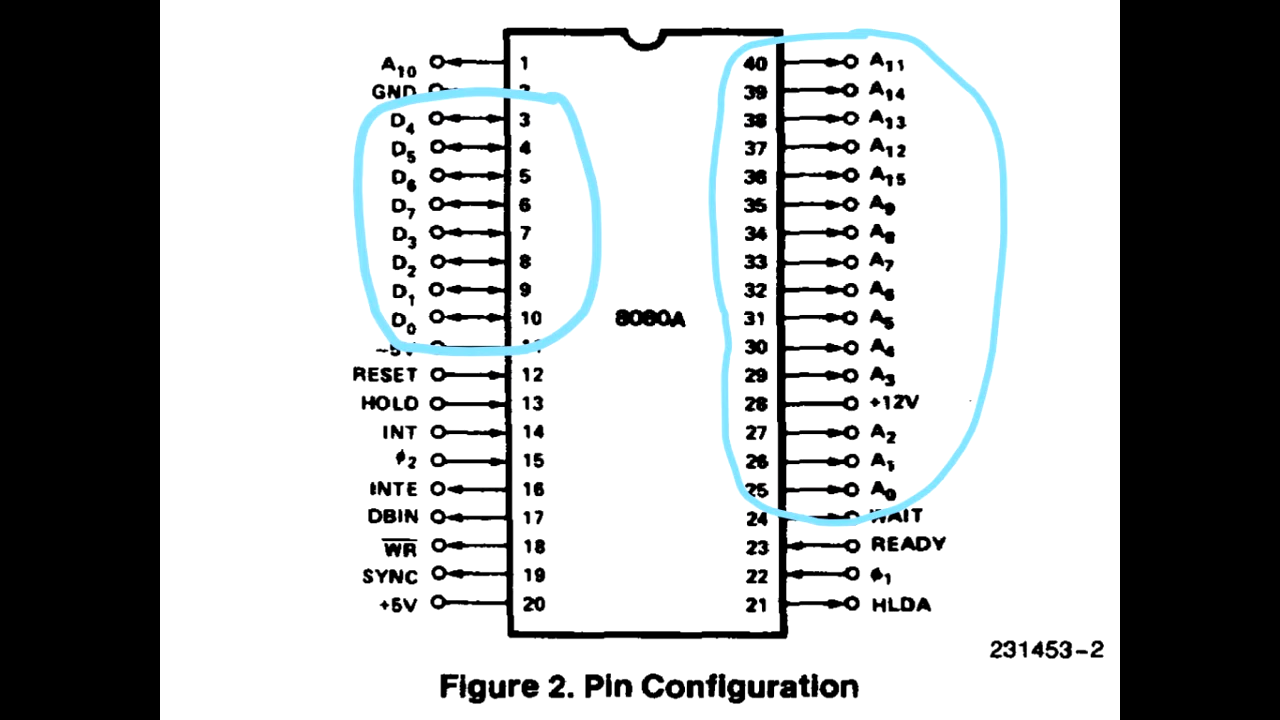 A10 1 40 A11
GND 2 39 A14
D4 3 38 A13
D5 4 37 A12
D6 5 36 A15
D7 6 35 A9
D3 7 34 A8
D2 8 33 A7
D1 9 32 A6
D0 10 8080A 31 A5
-5V 11 30 A4
RESET 12 29 A3
HOLD 13 28 +12V
INT 14 27 A2
ϕ2 15 26 A1
INTE 16 25 A0
DBIN 17 24 WAIT
WR 18 23 READY
SYNC 19 22 ϕ1
+5V 20 21 HLDA
231453-2
Figure 2. Pin Configuration